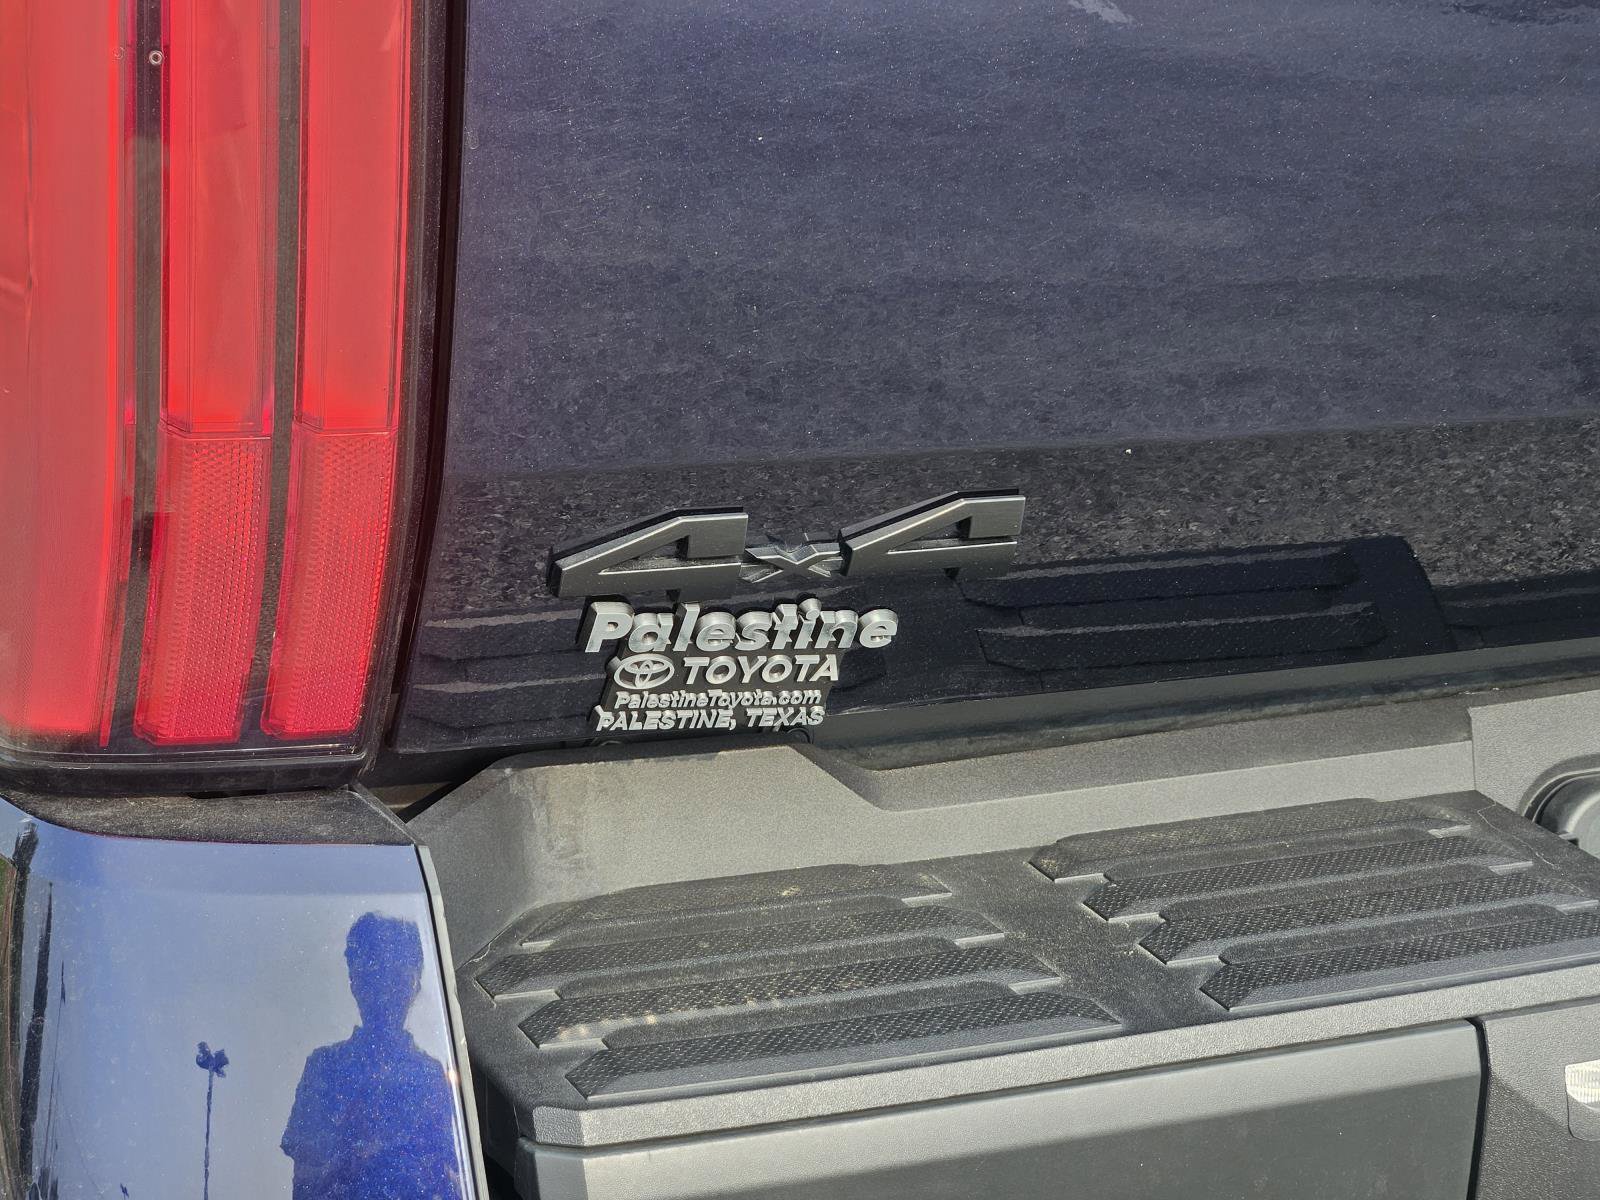 4x4
Palestine
TOYOTA
PalestineToyota.com
PALESTINE, TEXAS